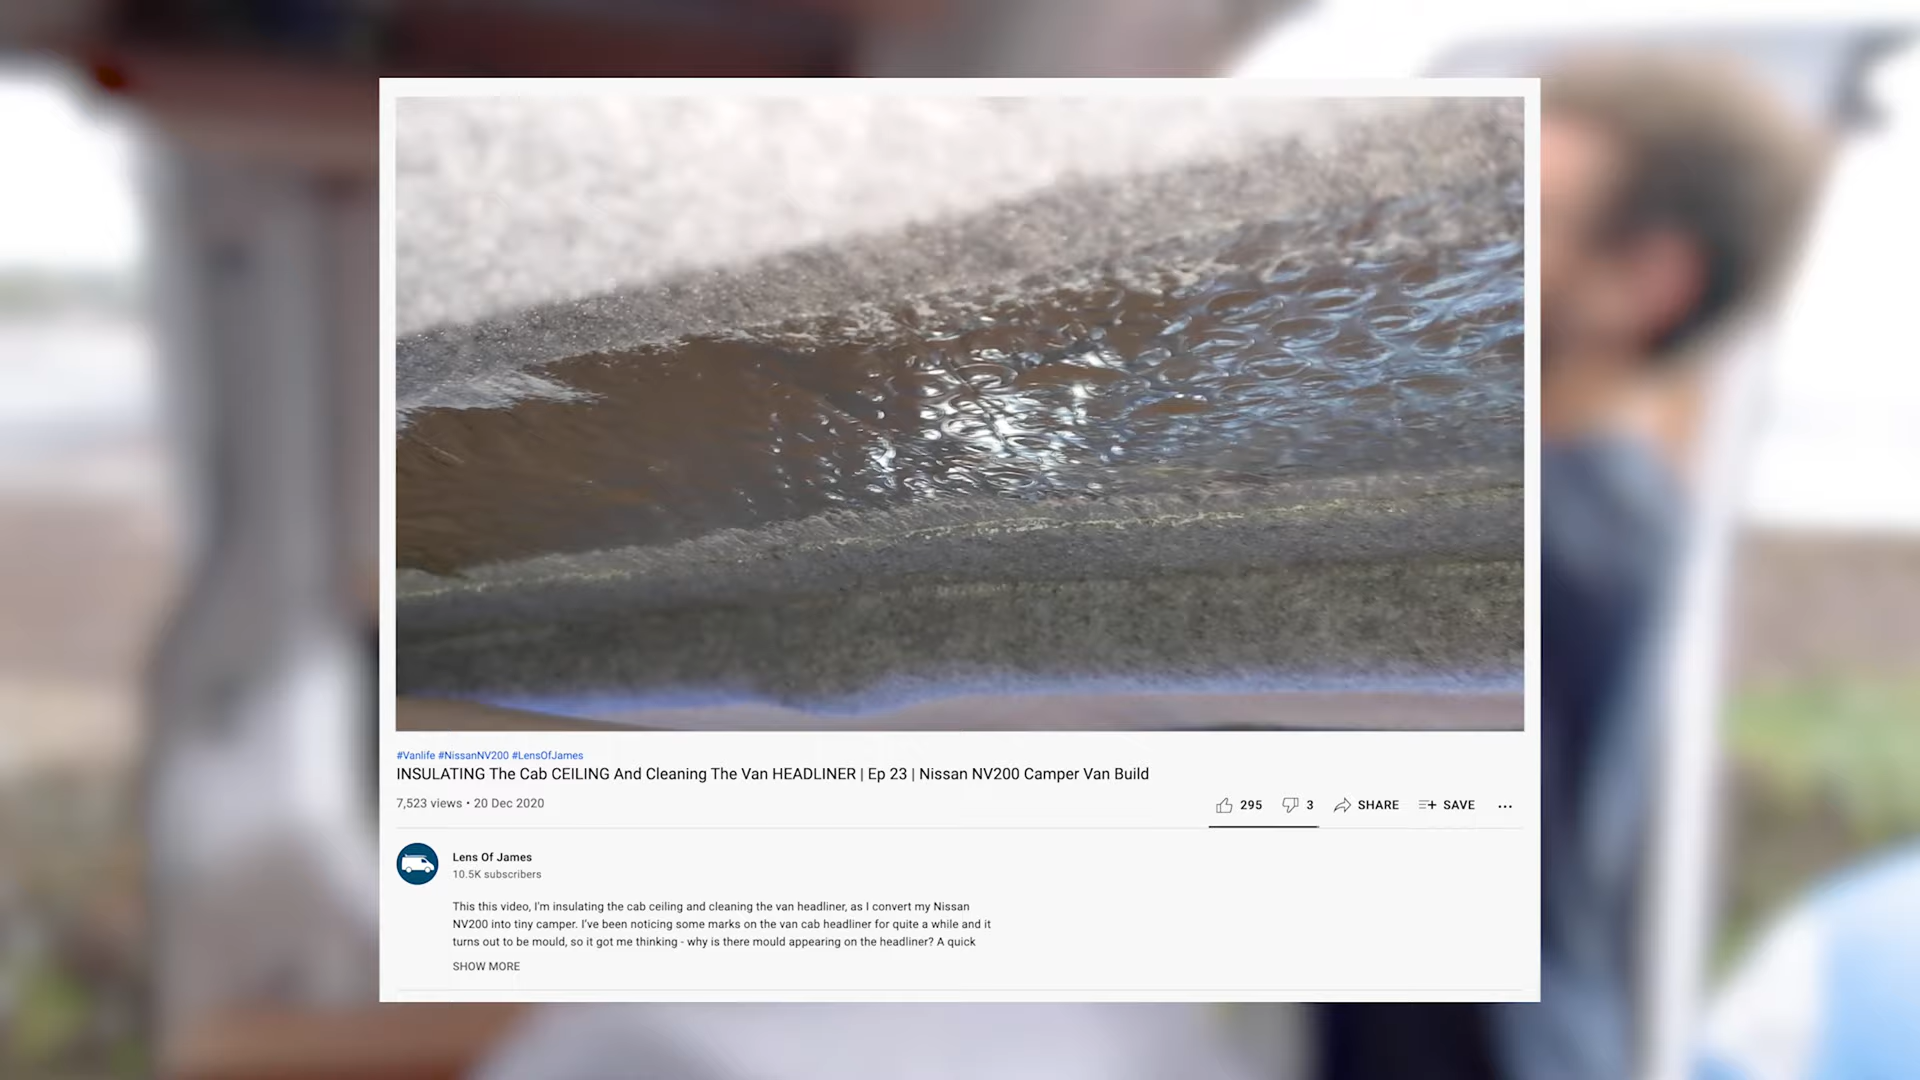 #Vanlife #NissanNV200 #LensOfJames
INSULATING The Cab CEILING And Cleaning The Van HEADLINER | Ep 23 | Nissan NV200 Camper Van Build
7,523 views • 20 Dec 2020
295 3 SHARE SAVE ...
Lens Of James
10.5K subscribers
This this video, I'm insulating the cab ceiling and cleaning the van headliner, as I convert my Nissan
NV200 into tiny camper. I've been noticing some marks on the van cab headliner for quite a while and it
turns out to be mould, so it got me thinking - why is there mould appearing on the headliner? A quick
SHOW MORE